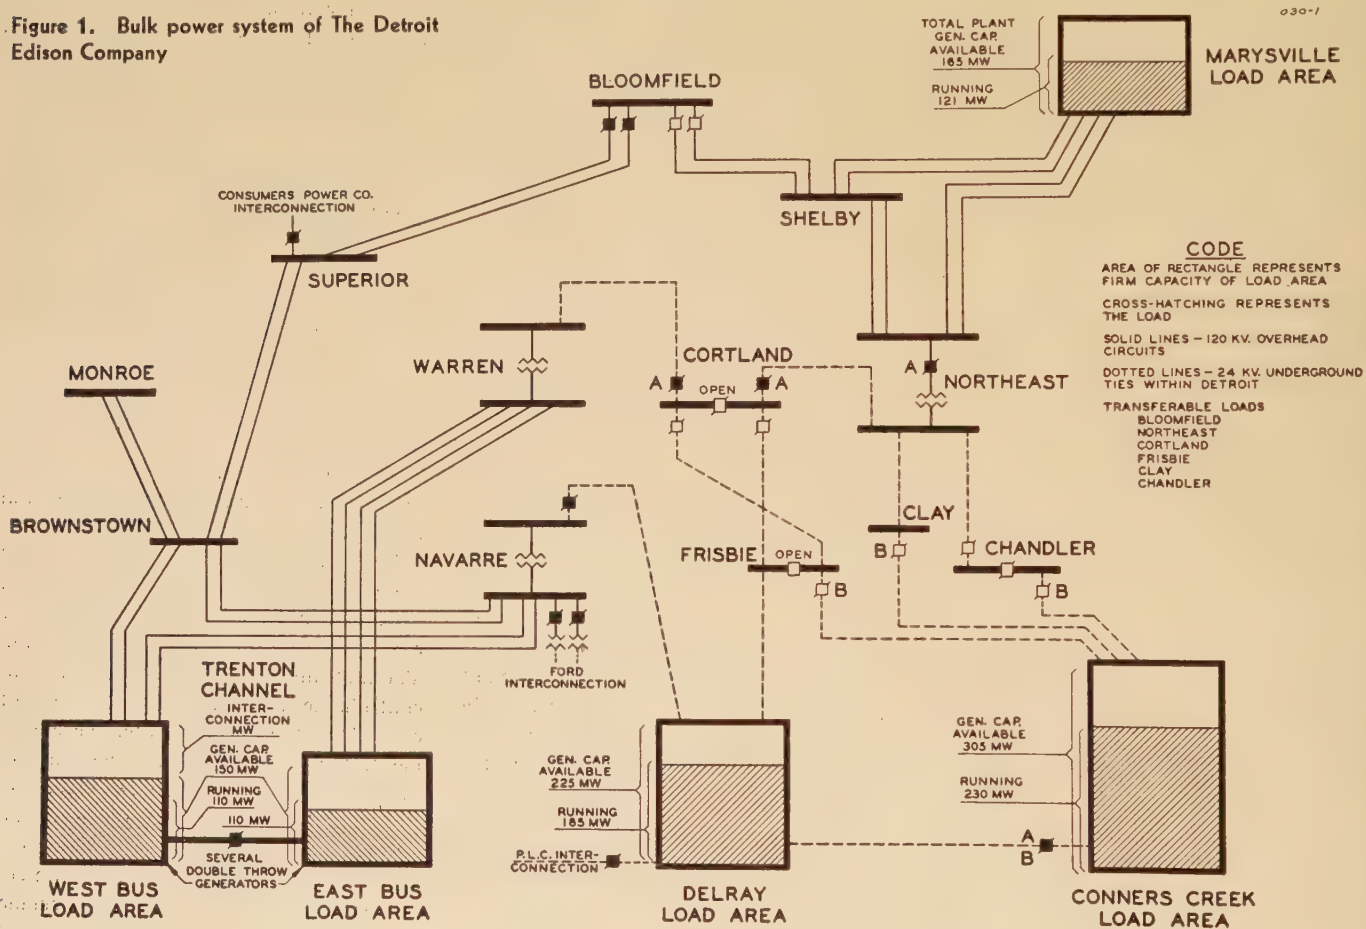 Figure 1. Bulk power system of The Detroit
Edison Company
030-1
TOTAL PLANT
GEN. CAP.
AVAILABLE
165 MW
RUNNING
121 MW
MARYSVILLE
LOAD AREA
BLOOMFIELD
CONSUMERS POWER CO.
INTERCONNECTION
SHELBY
SUPERIOR
CODE
AREA OF RECTANGLE REPRESENTS
FIRM CAPACITY OF LOAD AREA
CROSS-HATCHING REPRESENTS
THE LOAD
SOLID LINES - 120 KV. OVERHEAD
CIRCUITS
DOTTED LINES - 24 KV. UNDERGROUND
TIES WITHIN DETROIT
TRANSFERABLE LOADS
BLOOMFIELD
NORTHEAST
CORTLAND
FRISBIE
CLAY
CHANDLER
WARREN
CORTLAND
A
OPEN
A
A
NORTHEAST
MONROE
BROWNSTOWN
NAVARRE
FRISBIE
OPEN
B
CLAY
B
CHANDLER
B
FORD
INTERCONNECTION
TRENTON
CHANNEL
INTER-
CONNECTION
MW
GEN. CAP.
AVAILABLE
150 MW
RUNNING
110 MW
110 MW
SEVERAL
DOUBLE THROW
GENERATORS
WEST BUS
LOAD AREA
EAST BUS
LOAD AREA
GEN. CAP.
AVAILABLE
225 MW
RUNNING
185 MW
P.L.C. INTER-
CONNECTION
DELRAY
LOAD AREA
GEN. CAP.
AVAILABLE
305 MW
RUNNING
230 MW
A
B
CONNERS CREEK
LOAD AREA